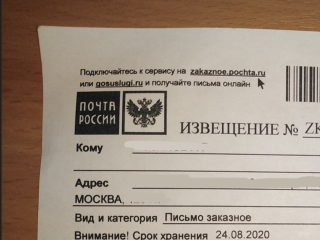 Подключайтесь к сервису на zakaznoe.pochta.ru
или gosuslugi.ru и получайте письма онлайн
ПОЧТА
РОССИИ
ИЗВЕЩЕНИЕ № ZK
Кому
Адрес
МОСКВА,
Вид и категория Письмо заказное
Внимание! Срок хранения 24.08.2020